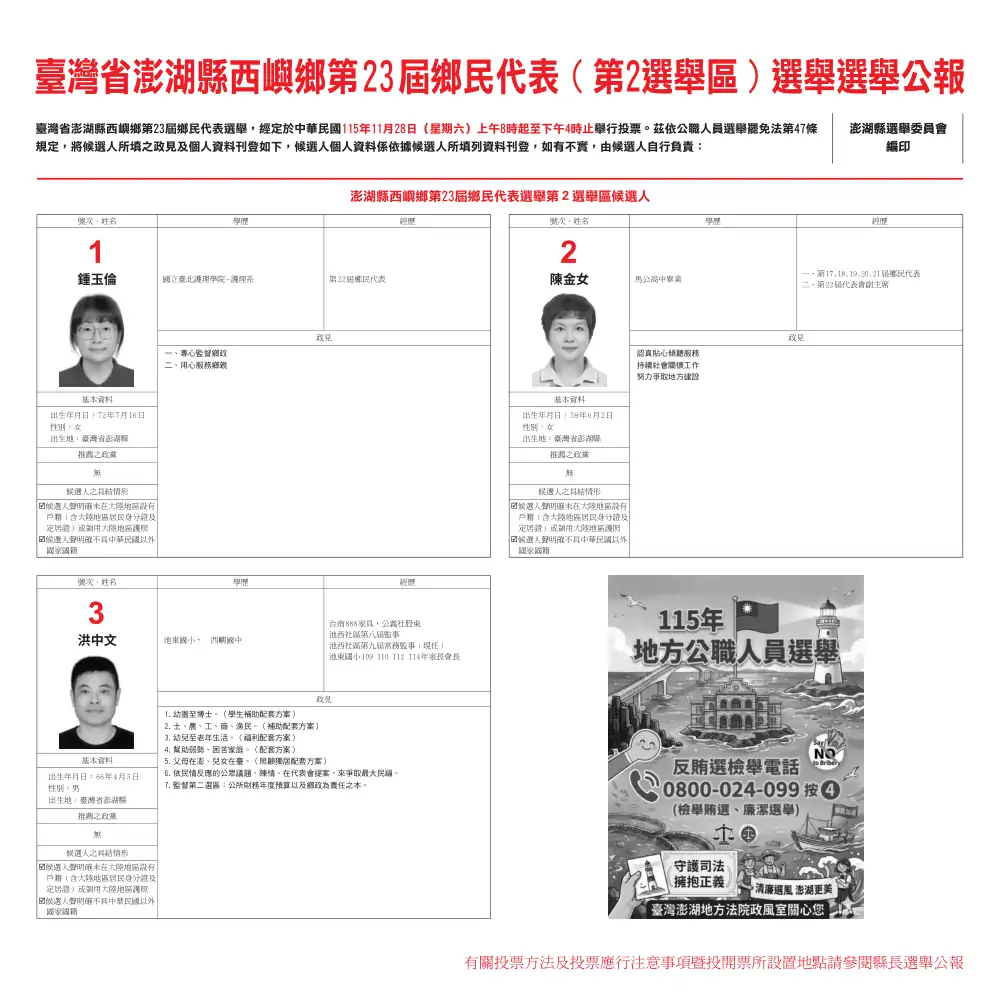 臺灣省澎湖縣西嶼鄉第23屆鄉民代表（第2選舉區）選舉選舉公報
臺灣省澎湖縣西嶼鄉第23屆鄉民代表選舉，經定於中華民國115年11月28日（星期六）上午8時起至下午4時止舉行投票。茲依公職人員選舉罷免法第47條
規定，將候選人所填之政見及個人資料刊登如下，候選人個人資料係依據候選人所填列資料刊登，如有不實，由候選人自行負責：
澎湖縣選舉委員會
編印
澎湖縣西嶼鄉第23屆鄉民代表選舉第2選舉區候選人
號次、姓名
學歷
經歷
1
鍾玉倫
國立臺北護理學院-護理系
第22屆鄉民代表
政見
一、專心監督鄉政
二、用心服務鄉親
基本資料
出生年月日：72年7月16日
性別：女
出生地：臺灣省澎湖縣
推薦之政黨
無
候選人之具結情形
☑候選人聲明確未在大陸地區設有
戶籍（含大陸地區居民身分證及
定居證）或領用大陸地區護照
☑候選人聲明確不具中華民國以外
國家國籍
號次、姓名
學歷
經歷
2
陳金女
馬公高中畢業
一、第17.18.19.20.21屆鄉民代表
二、第22屆代表會副主席
政見
認真貼心傾聽服務
持續社會關懷工作
努力爭取地方建設
基本資料
出生年月日：59年6月2日
性別：女
出生地：臺灣省澎湖縣
推薦之政黨
無
候選人之具結情形
☑候選人聲明確未在大陸地區設有
戶籍（含大陸地區居民身分證及
定居證）或領用大陸地區護照
☑候選人聲明確不具中華民國以外
國家國籍
號次、姓名
學歷
經歷
3
洪中文
池東國小、 西嶼國中
台南888家具，公義社股東
池西社區第八屆監事
池西社區第九屆常務監事（現任）
池東國小109 110 112 114年家長會長
政見
1. 幼園至博士。（學生補助配套方案）
2. 士、農、工、商、漁民。（補助配套方案）
3. 幼兒至老年生活。（福利配套方案）
4. 幫助弱勢、困苦家庭。（配套方案）
5. 父母在澎、兒女在臺。（照顧獨居配套方案）
6. 依民情反應的公眾議題、陳情、在代表會提案，來爭取最大民福。
7. 監督第二選區：公所財務年度預算以及鄉政為責任之本。
基本資料
出生年月日：66年4月5日
性別：男
出生地：臺灣省澎湖縣
推薦之政黨
無
候選人之具結情形
☑候選人聲明確未在大陸地區設有
戶籍（含大陸地區居民身分證及
定居證）或領用大陸地區護照
☑候選人聲明確不具中華民國以外
國家國籍
115年
地方公職人員選舉
Say
NO
to Bribery
反賄選檢舉電話
0800-024-099 按4
(檢舉賄選、廉潔選舉)
守護司法
擁抱正義
清廉選風 澎湖更美
臺灣澎湖地方法院政風室關心您
有關投票方法及投票應行注意事項暨投開票所設置地點請參閱縣長選舉公報